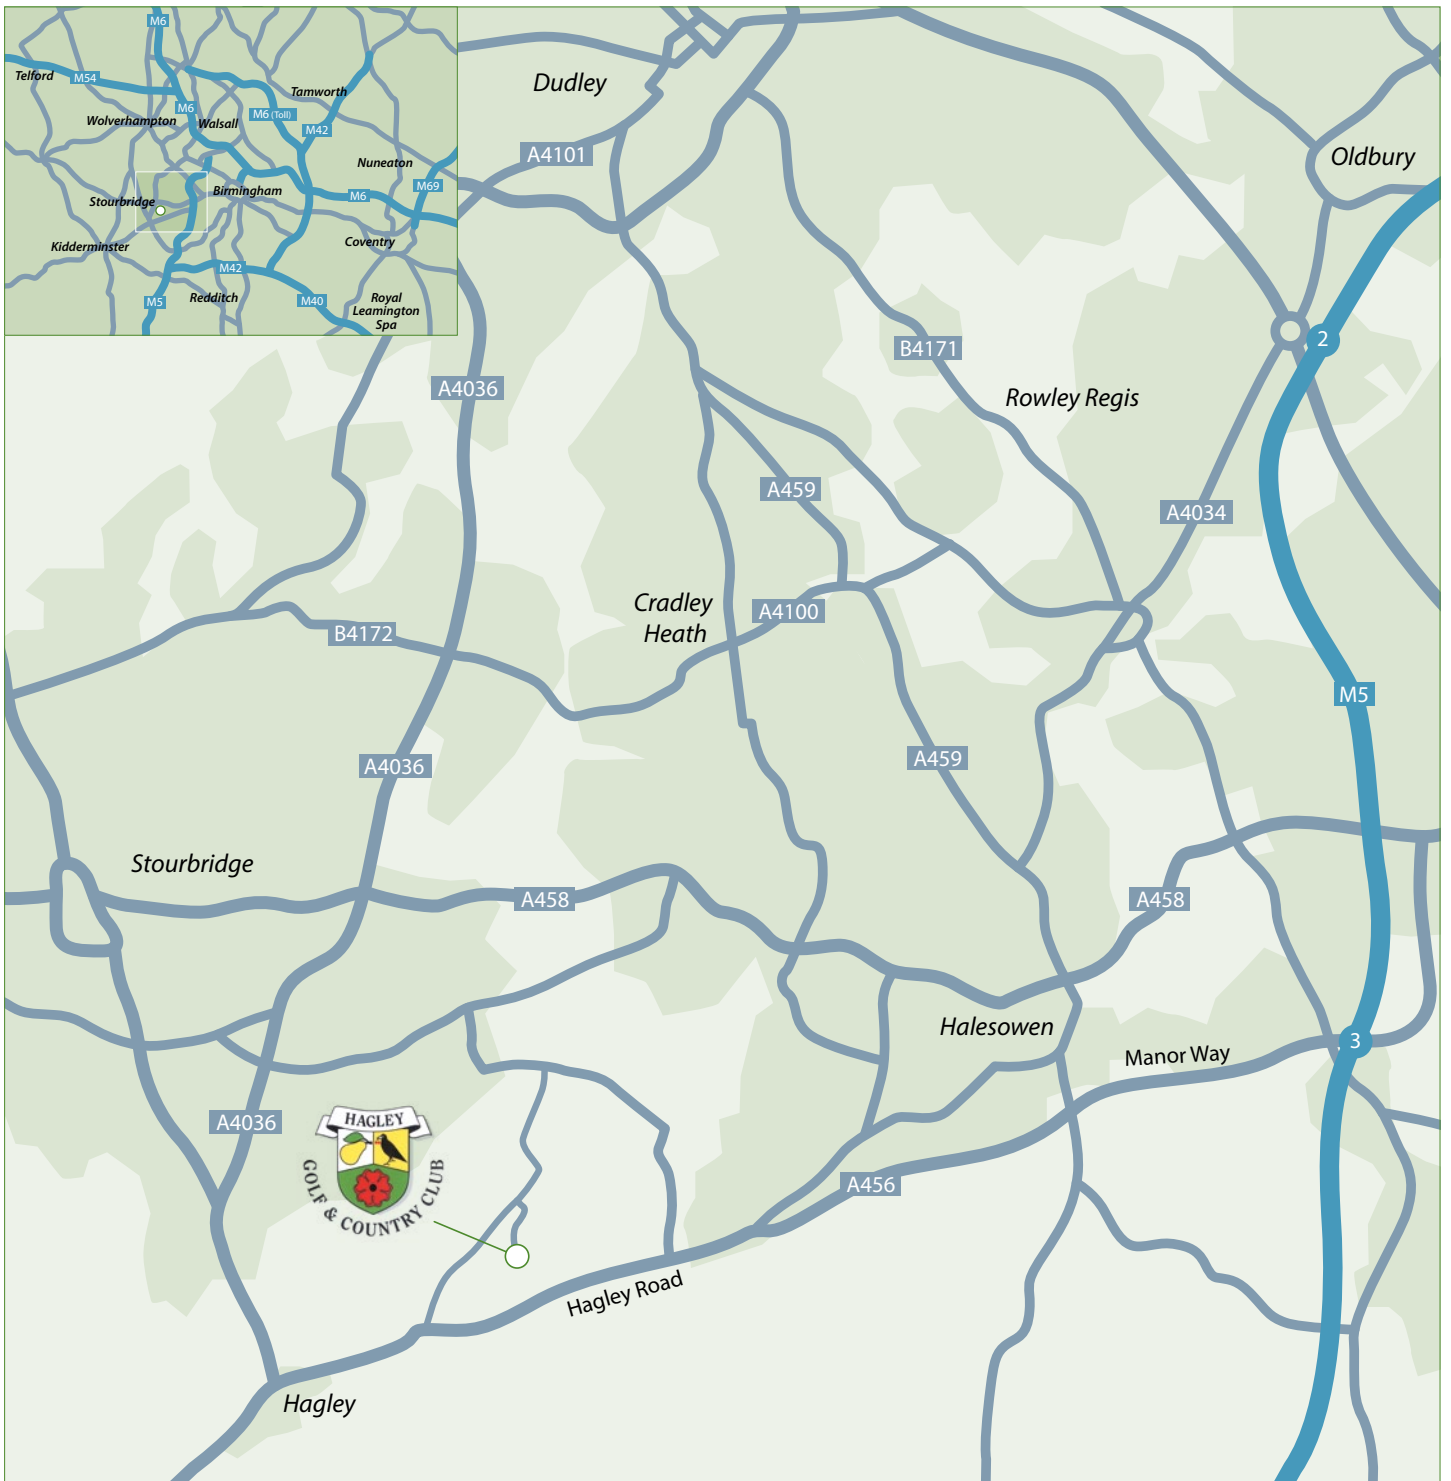 M6
Telford
M54
Tamworth
M6
M6 (Toll)
Wolverhampton
Walsall
M42
Nuneaton
M69
Birmingham
M6
Stourbridge
Kidderminster
Coventry
M42
Redditch
M5
M40
Royal
Leamington
Spa
Dudley
A4101
Oldbury
2
B4171
A4036
Rowley Regis
A459
A4034
Cradley
Heath
A4100
B4172
M5
A4036
A459
Stourbridge
A458
A458
Halesowen
Manor Way
3
A4036
HAGLEY
GOLF & COUNTRY CLUB
A456
Hagley Road
Hagley